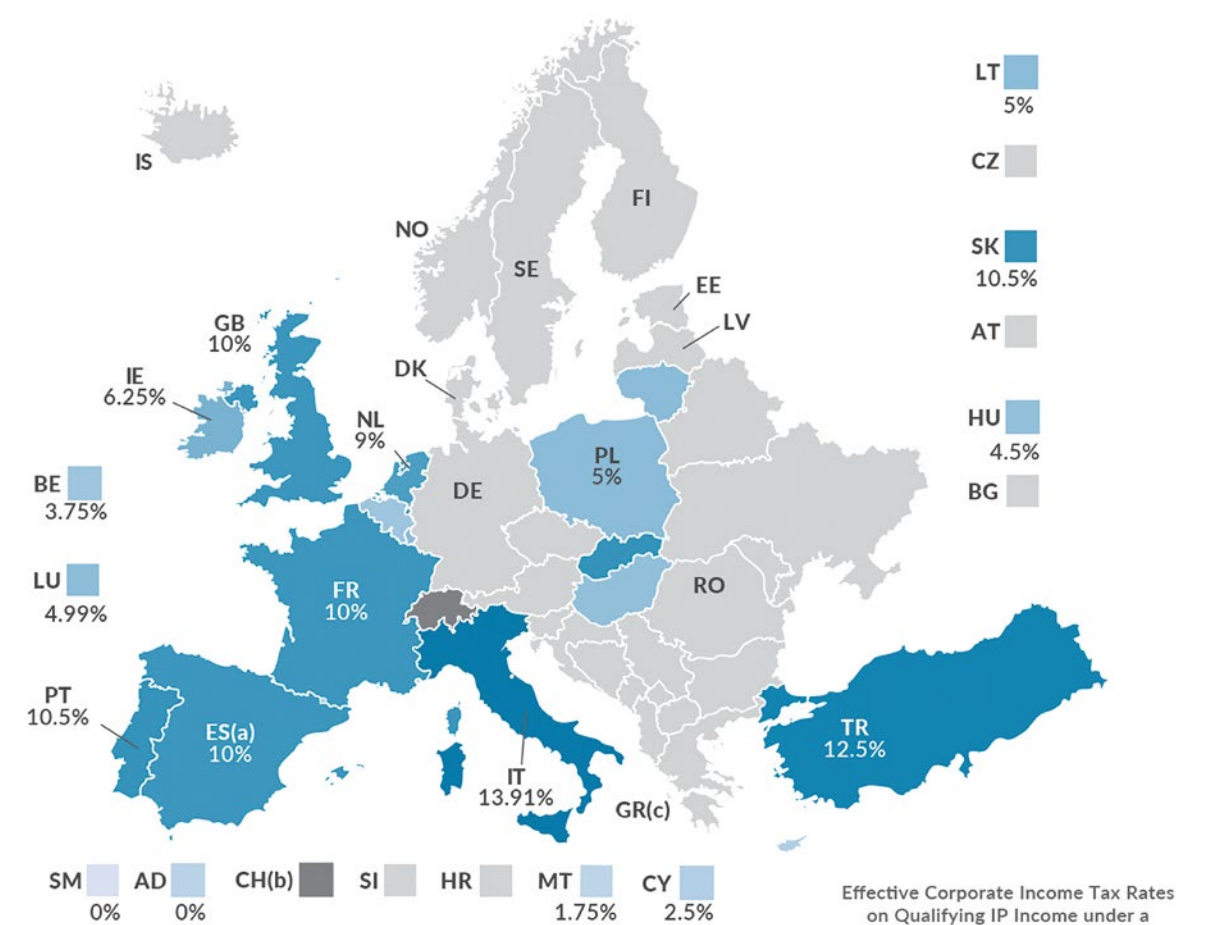 LT
5%
IS
CZ
FI
NO
SK
10.5%
SE
EE
LV
GB
10%
AT
DK
IE
6.25%
NL
9%
HU
4.5%
PL
5%
BE
3.75%
DE
BG
LU
4.99%
FR
10%
RO
PT
10.5%
ES(a)
10%
TR
12.5%
IT
13.91%
GR(c)
SM
0%
AD
0%
CH(b)
SI
HR
MT
1.75%
CY
2.5%
Effective Corporate Income Tax Rates
on Qualifying IP Income under a